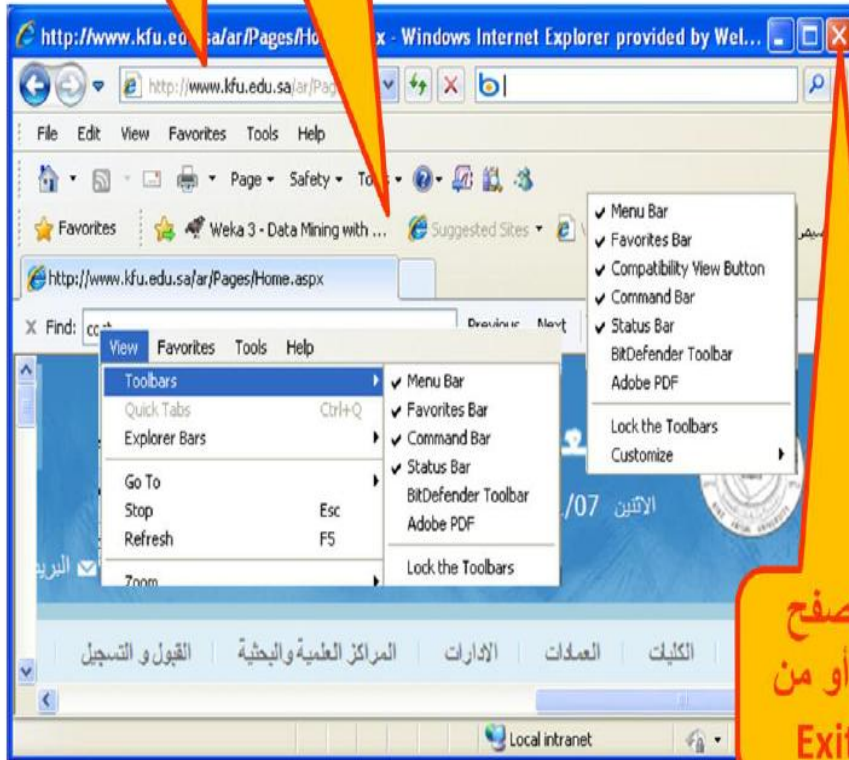 http://www.kfu.edu.sa/ar/Pages/Ho x - Windows Internet Explorer provided by Wel...
http://www.kfu.edu.sa/ar/Pag
File Edit View Favorites Tools Help
Page Safety To
Favorites Weka 3 - Data Mining with ... Suggested Sites
http://www.kfu.edu.sa/ar/Pages/Home.aspx
X Find: Previous Next
Menu Bar
Favorites Bar
Compatibility View Button
Command Bar
Status Bar
BitDefender Toolbar
Adobe PDF
Lock the Toolbars
Customize
View Favorites Tools Help
Toolbars
Quick Tabs Ctrl+Q
Explorer Bars
Go To
Stop Esc
Refresh F5
Zoom
Menu Bar
Favorites Bar
Command Bar
Status Bar
BitDefender Toolbar
Adobe PDF
Lock the Toolbars
الاثنين 07/
البريد
الكليات العمادات الادارات المراكز العلمية والبحثية القبول و التسجيل
Local intranet
صفح
أو من
Exit